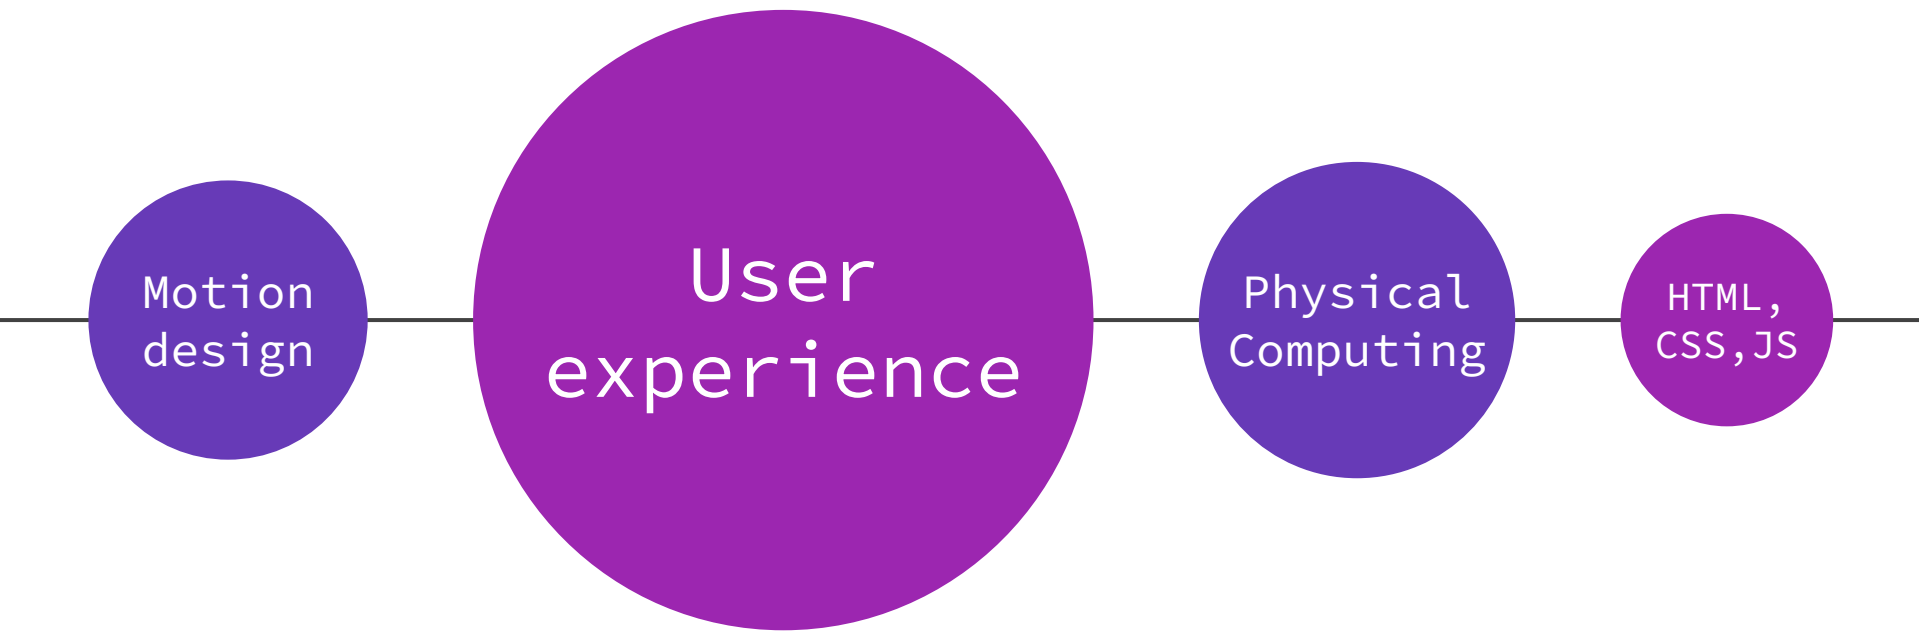 Motion
design
User
experience
Physical
Computing
HTML,
CSS,JS